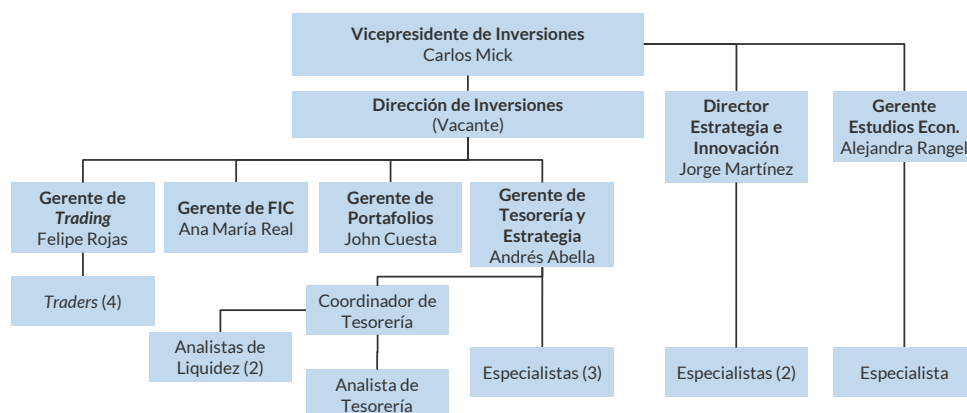 Vicepresidente de Inversiones
Carlos Mick
Dirección de Inversiones
(Vacante)
Director
Estrategia e
Innovación
Jorge Martínez
Gerente
Estudios Econ.
Alejandra Rangel
Gerente de
Trading
Felipe Rojas
Gerente de FIC
Ana María Real
Gerente de
Portafolios
John Cuesta
Gerente de
Tesorería y
Estrategia
Andrés Abella
Traders (4)
Coordinador de
Tesorería
Analistas de
Liquidez (2)
Analista de
Tesorería
Especialistas (3)
Especialistas (2)
Especialista